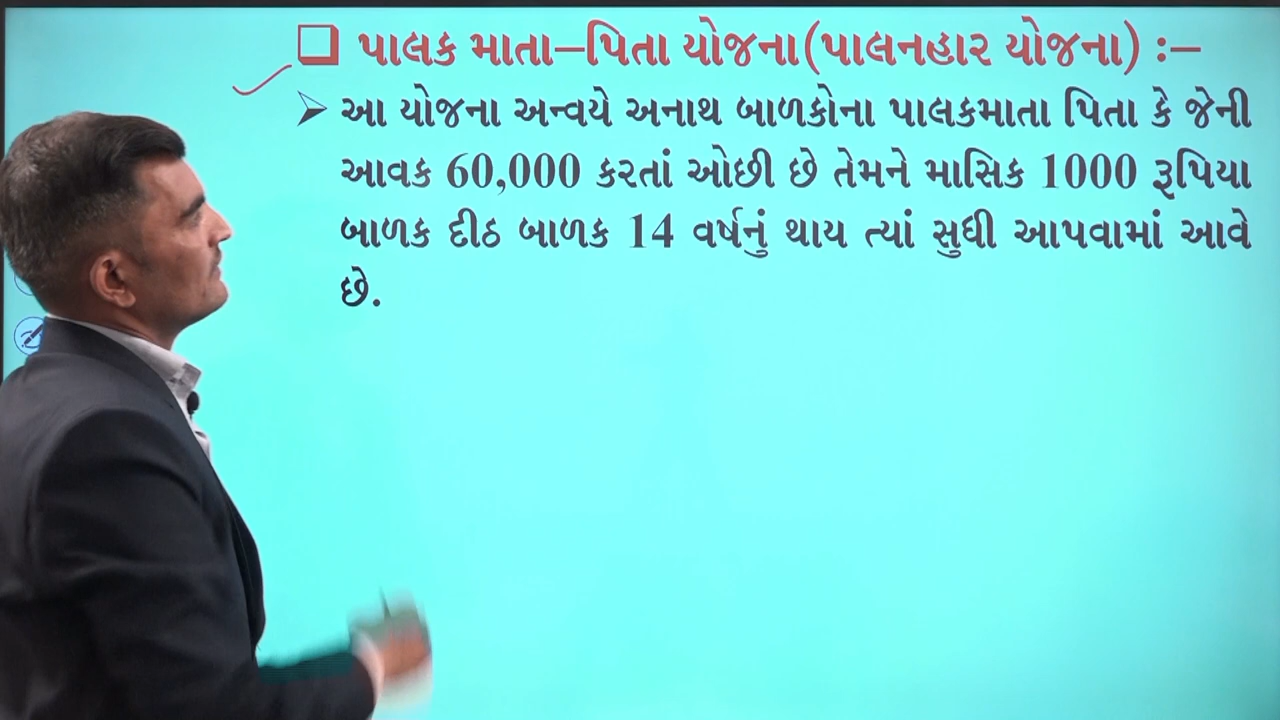 ❑ પાલક માતા–પિતા યોજના(પાલનહાર યોજના) :–
➢ આ યોજના અન્વયે અનાથ બાળકોના પાલકમાતા પિતા કે જેની
આવક 60,000 કરતાં ઓછી છે તેમને માસિક 1000 રૂપિયા
બાળક દીઠ બાળક 14 વર્ષનું થાય ત્યાં સુધી આપવામાં આવે
છે.